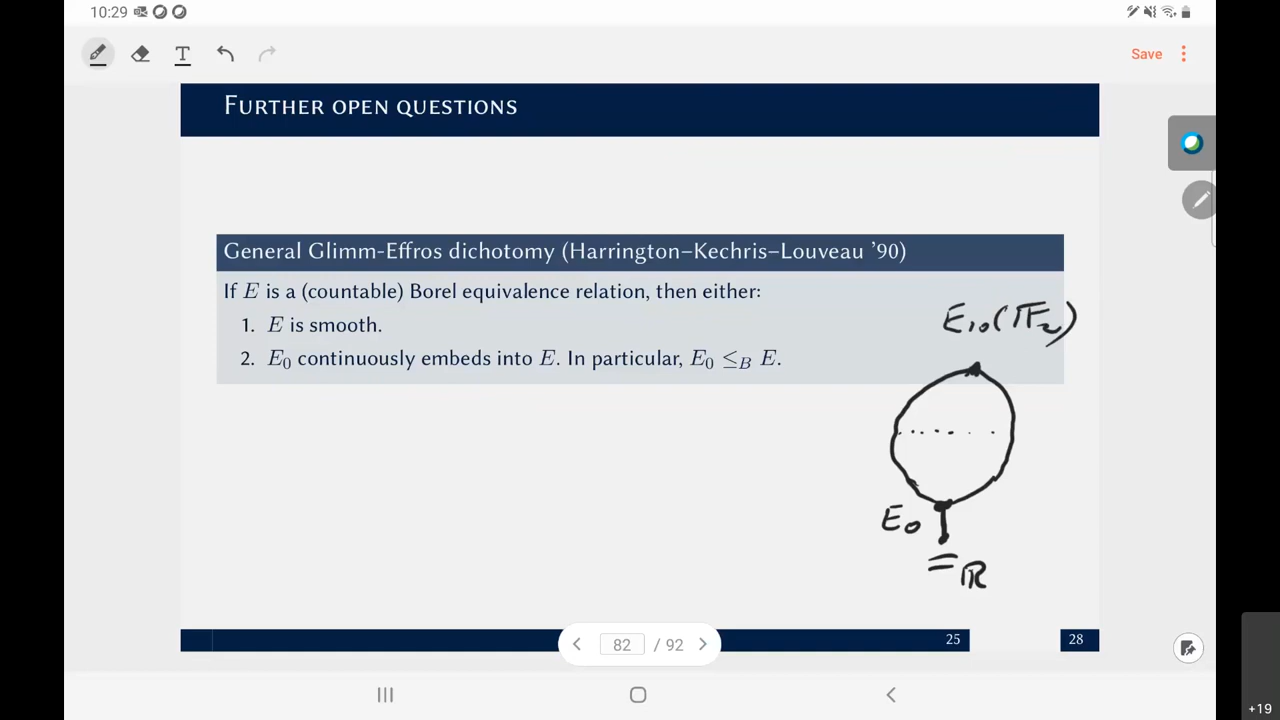 10:29
T
Save
FURTHER OPEN QUESTIONS
General Glimm-Effros dichotomy (Harrington–Kechris–Louveau ’90)
If E is a (countable) Borel equivalence relation, then either:
1. E is smooth.
2. E₀ continuously embeds into E. In particular, E₀ ≤_B E.
E₀
=ℝ
82 / 92
25
28
+19